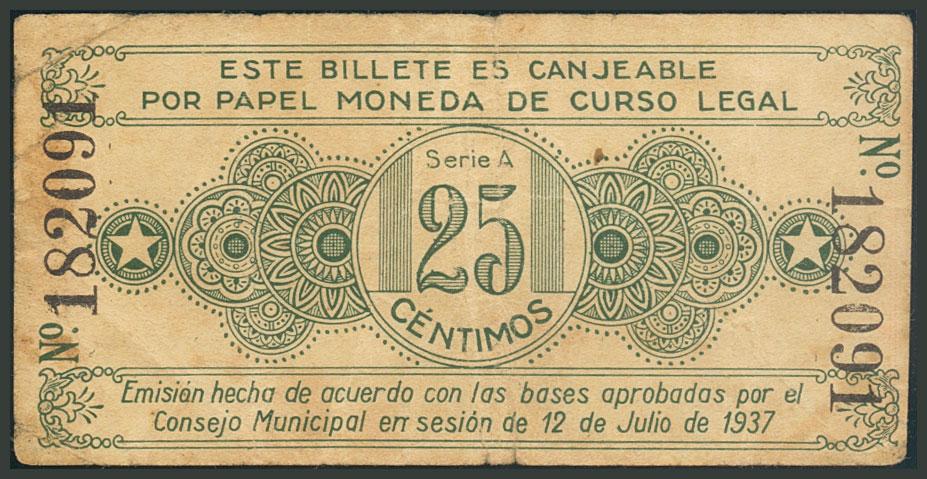 ESTE BILLETE ES CANJEABLE
POR PAPEL MONEDA DE CURSO LEGAL
Nº. 182091
Serie A
25
CÉNTIMOS
Nº. 182091
Emisión hecha de acuerdo con las bases aprobadas por el
Consejo Municipal en sesión de 12 de Julio de 1937